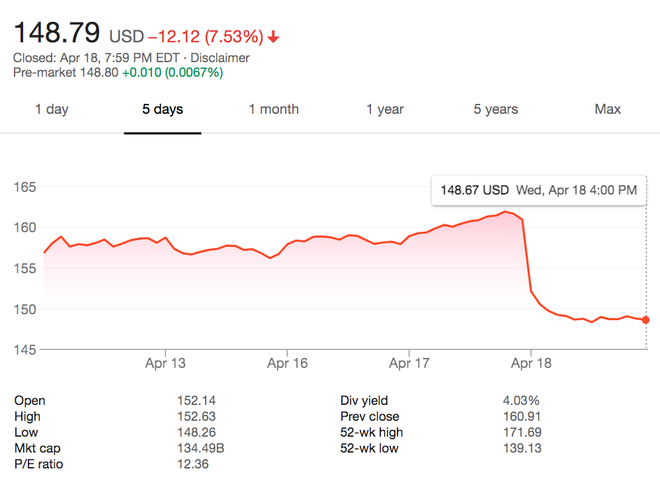 148.79 USD −12.12 (7.53%) ↓
Closed: Apr 18, 7:59 PM EDT · Disclaimer
Pre-market 148.80 +0.010 (0.0067%)
1 day 5 days 1 month 1 year 5 years Max
148.67 USD Wed, Apr 18 4:00 PM
165
160
155
150
145
Apr 13 Apr 16 Apr 17 Apr 18
Open 152.14 Div yield 4.03%
High 152.63 Prev close 160.91
Low 148.26 52-wk high 171.69
Mkt cap 134.49B 52-wk low 139.13
P/E ratio 12.36